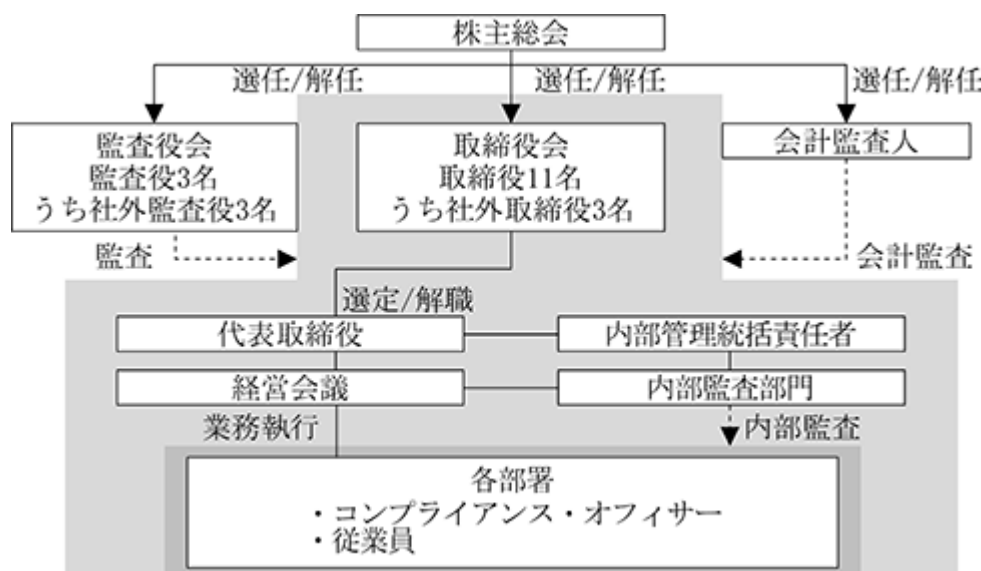 株主総会
選任/解任
選任/解任
選任/解任
監査役会
監査役3名
うち社外監査役3名
取締役会
取締役11名
うち社外取締役3名
会計監査人
監査
会計監査
選定/解職
代表取締役
内部管理統括責任者
経営会議
内部監査部門
業務執行
内部監査
各部署
・コンプライアンス・オフィサー
・従業員